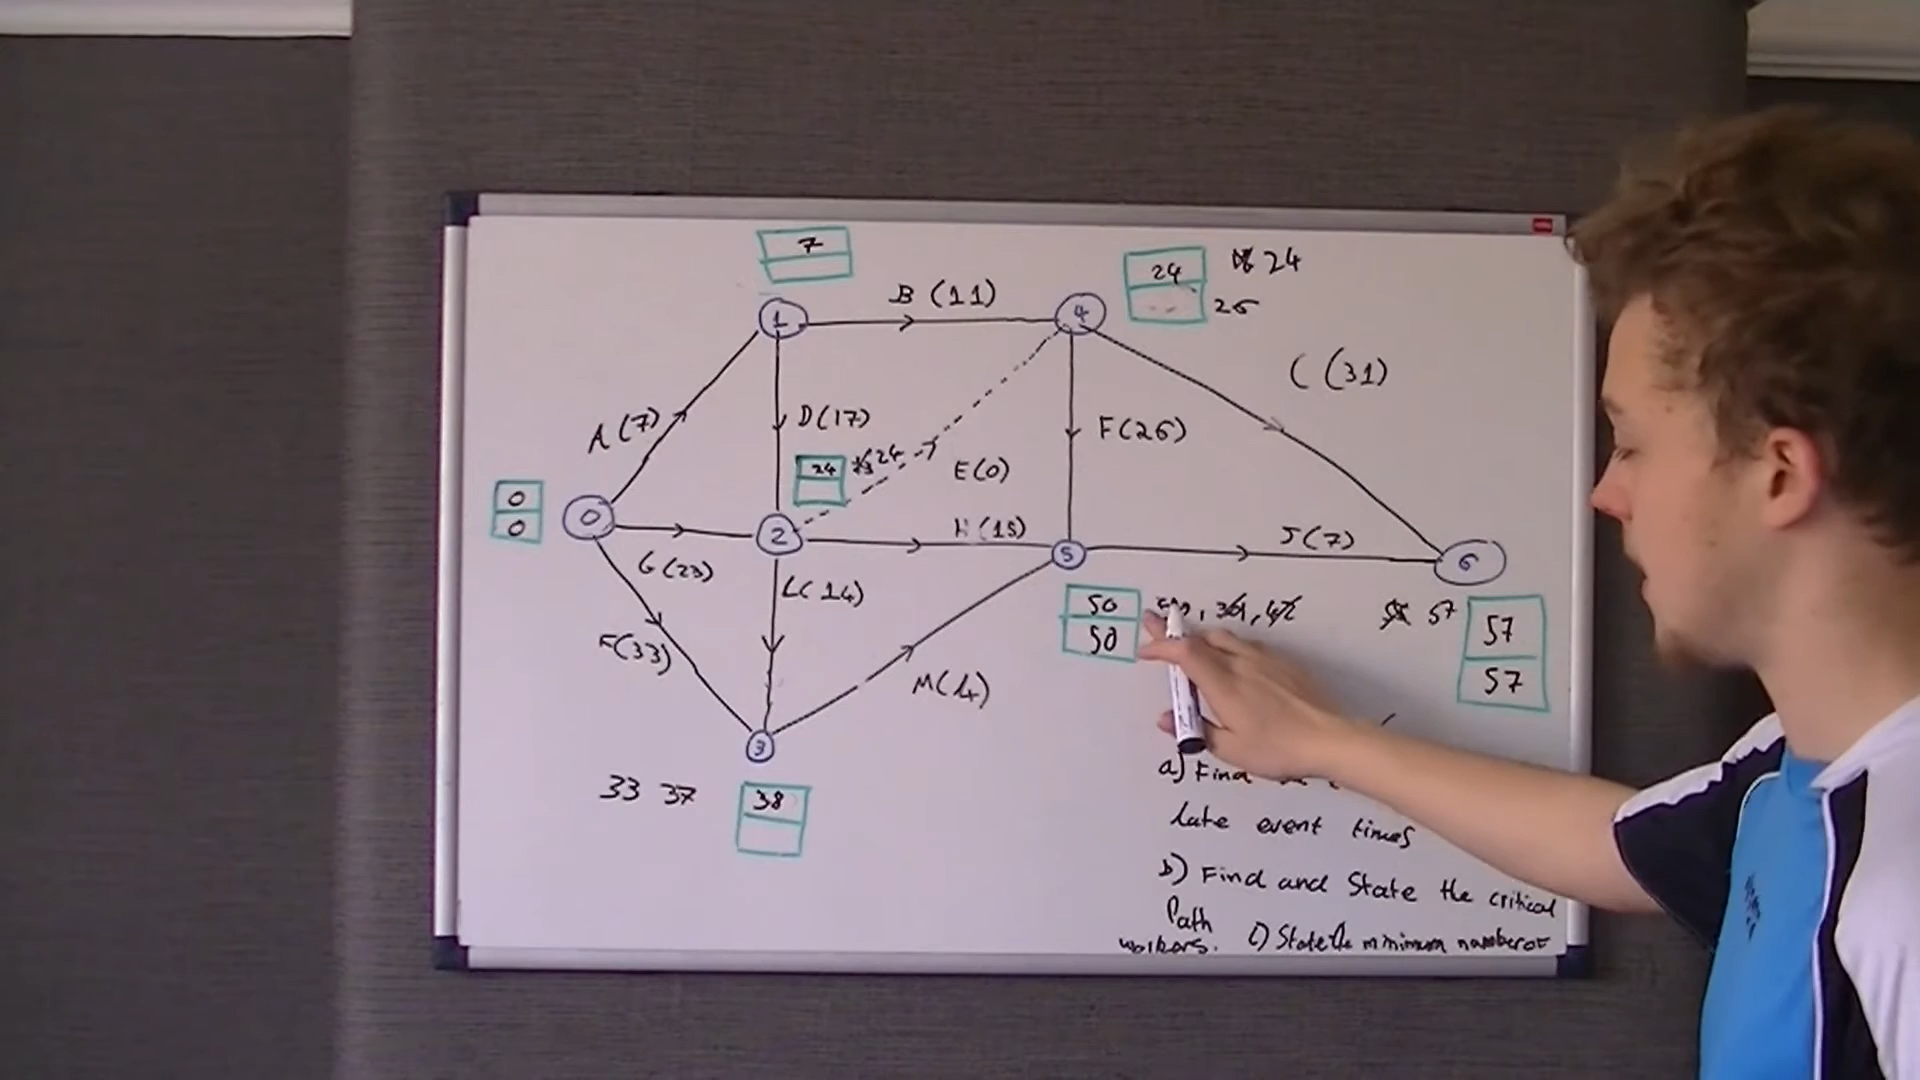 7
24
24
26
B (11)
1
4
C (31)
A (7)
D (17)
F (26)
24
24
E (0)
0
0
0
2
H (15)
5
J (7)
6
G (23)
L (14)
50
50
57
57
57
F (33)
M (4)
3
33 37
38
a) Find
late event times
b) Find and State the critical
Path
workers. c) State the minimum number of